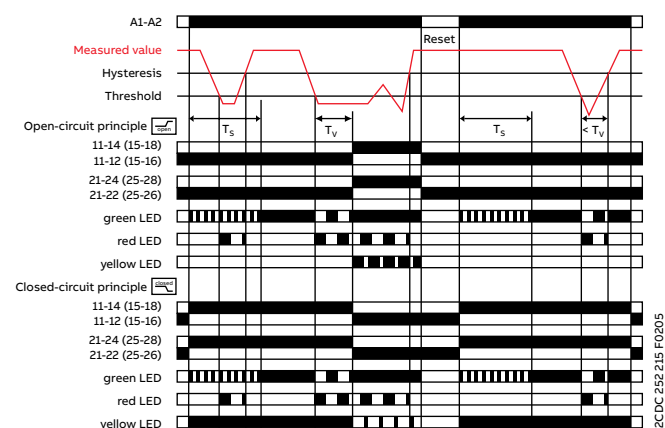 A1-A2
Reset
Measured value
Hysteresis
Threshold
Open-circuit principle open
Ts Tv Ts < Tv
11-14 (15-18)
11-12 (15-16)
21-24 (25-28)
21-22 (25-26)
green LED
red LED
yellow LED
Closed-circuit principle closed
11-14 (15-18)
11-12 (15-16)
21-24 (25-28)
21-22 (25-26)
green LED
red LED
yellow LED
2CDC 252 215 F0205